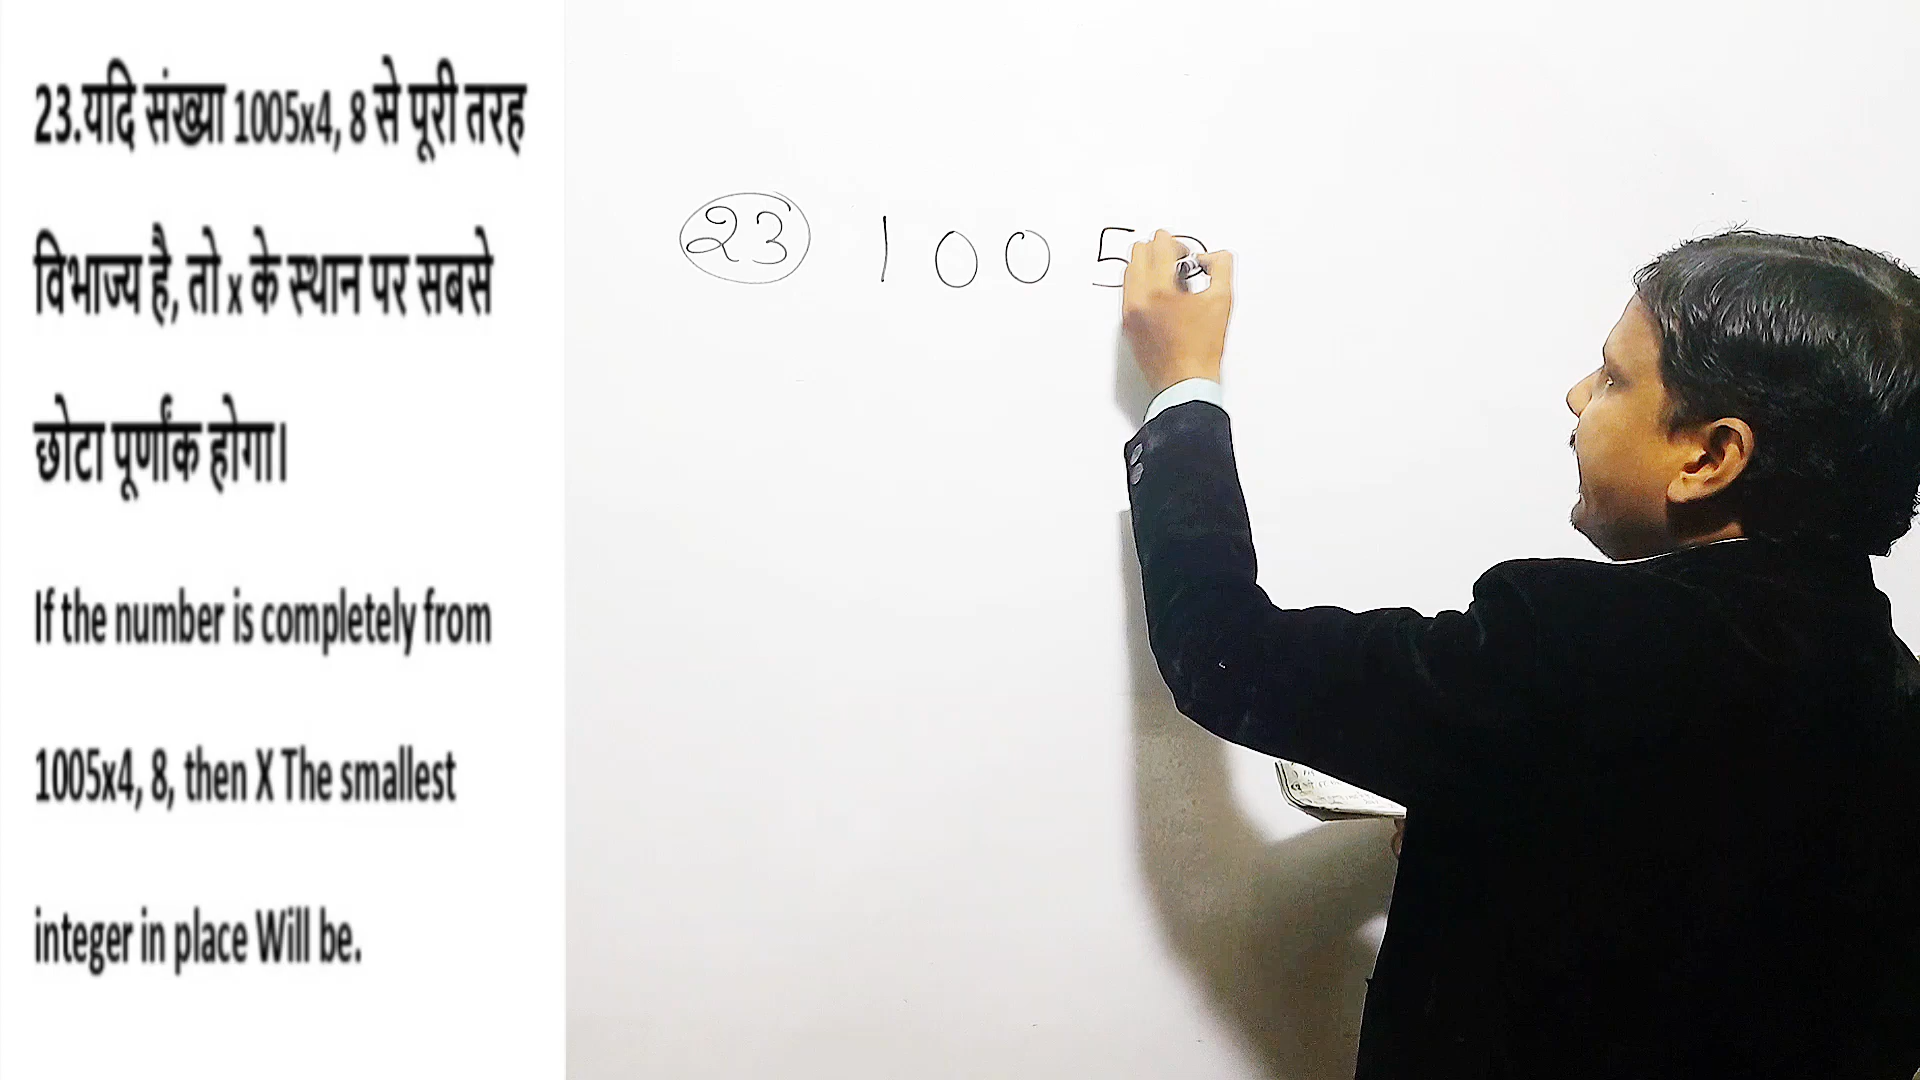 23.यदि संख्या 1005x4, 8 से पूरी तरह
विभाज्य है, तो x के स्थान पर सबसे
छोटा पूर्णांक होगा।
If the number is completely from
1005x4, 8, then X The smallest
integer in place Will be.
23 1005